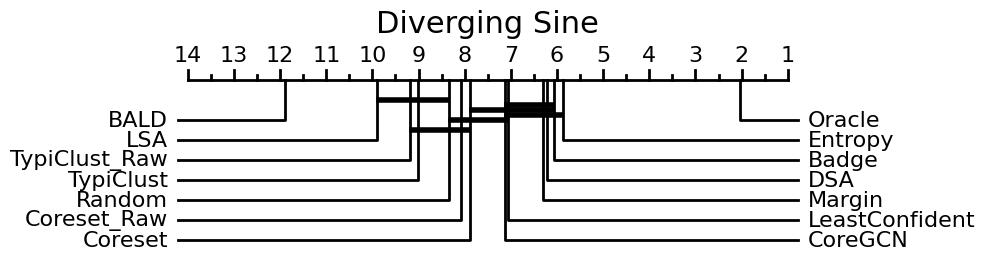 Diverging Sine
14 13 12 11 10 9 8 7 6 5 4 3 2 1
BALD Oracle
LSA Entropy
TypiClust_Raw Badge
TypiClust DSA
Random Margin
Coreset_Raw LeastConfident
Coreset CoreGCN